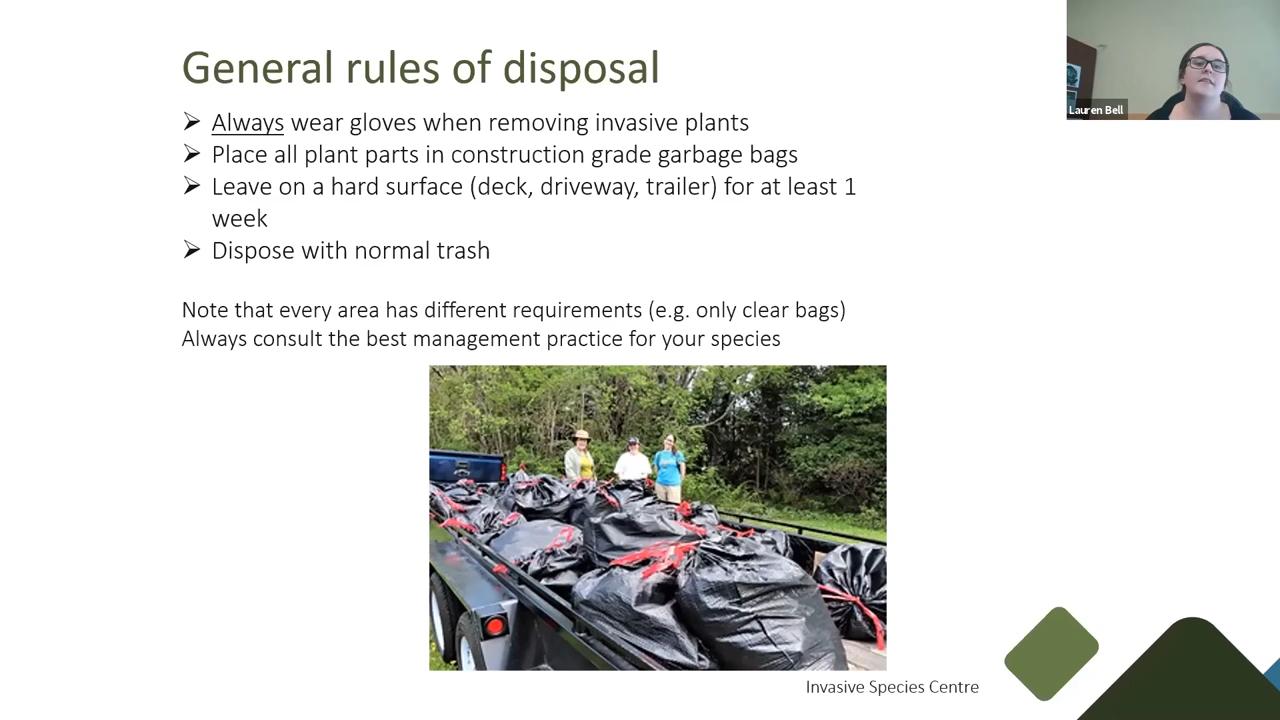 General rules of disposal
➢ Always wear gloves when removing invasive plants
➢ Place all plant parts in construction grade garbage bags
➢ Leave on a hard surface (deck, driveway, trailer) for at least 1
week
➢ Dispose with normal trash
Note that every area has different requirements (e.g. only clear bags)
Always consult the best management practice for your species
Invasive Species Centre
Lauren Bell